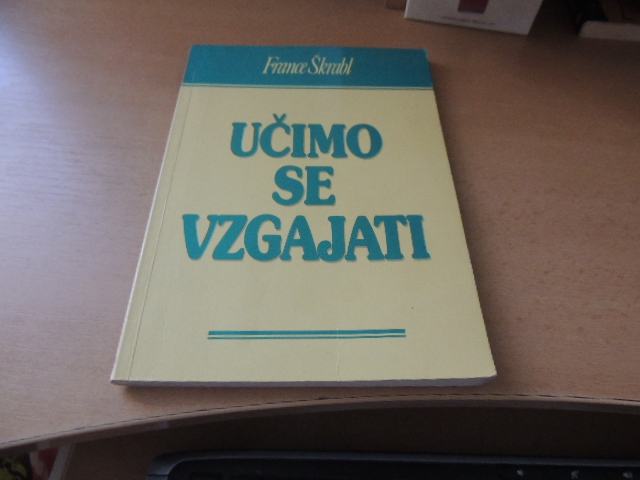 France Škrabl
UČIMO
SE
VZGAJATI